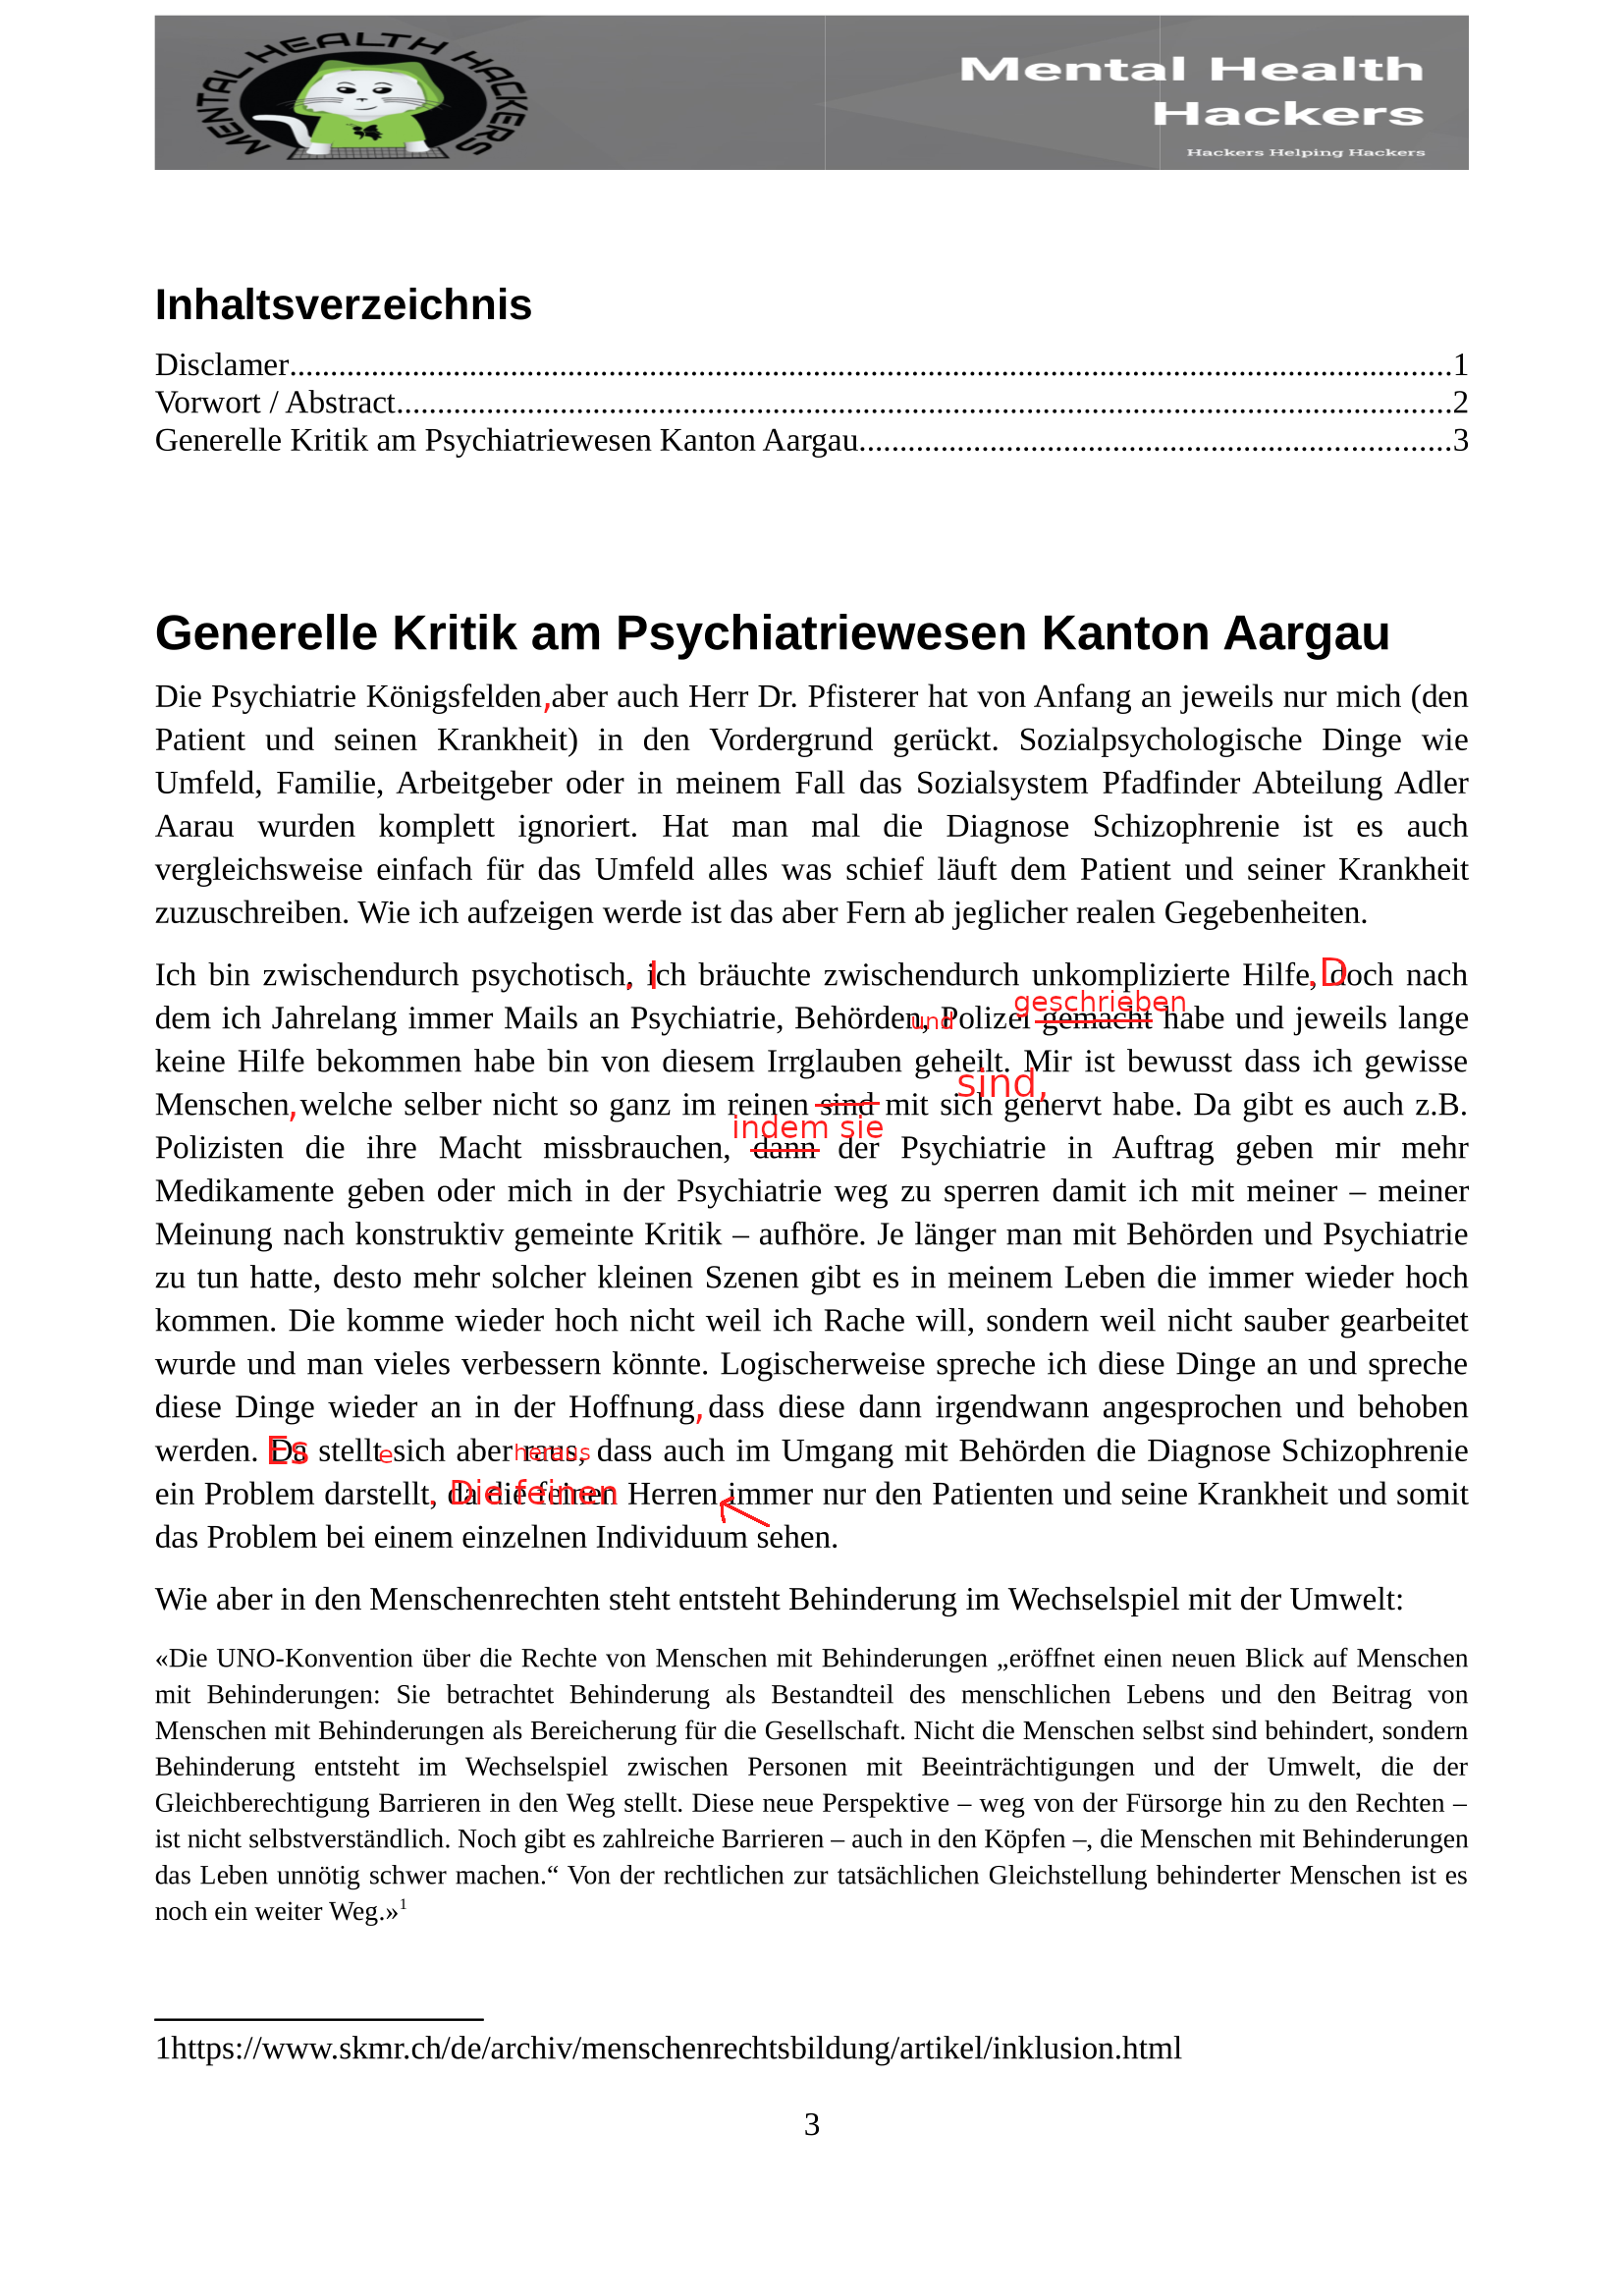 MENTAL HEALTH HACKERS
Mental Health
Hackers
Hackers Helping Hackers
Inhaltsverzeichnis
Disclamer....................................................................................................1
Vorwort / Abstract....................................................................................................2
Generelle Kritik am Psychiatriewesen Kanton Aargau....................................................................................................3
Generelle Kritik am Psychiatriewesen Kanton Aargau
Die Psychiatrie Königsfelden,aber auch Herr Dr. Pfisterer hat von Anfang an jeweils nur mich (den
Patient und seinen Krankheit) in den Vordergrund gerückt. Sozialpsychologische Dinge wie
Umfeld, Familie, Arbeitgeber oder in meinem Fall das Sozialsystem Pfadfinder Abteilung Adler
Aarau wurden komplett ignoriert. Hat man mal die Diagnose Schizophrenie ist es auch
vergleichsweise einfach für das Umfeld alles was schief läuft dem Patient und seiner Krankheit
zuzuschreiben. Wie ich aufzeigen werde ist das aber Fern ab jeglicher realen Gegebenheiten.
Ich bin zwischendurch psychotisch, . I ich bräuchte zwischendurch unkomplizierte Hilfe, .D doch nach
geschrieben
dem ich Jahrelang immer Mails an Psychiatrie, Behörden, und Polizei gemacht habe und jeweils lange
keine Hilfe bekommen habe bin von diesem Irrglauben geheilt. Mir ist bewusst dass ich gewisse
sind,
Menschen,welche selber nicht so ganz im reinen sind mit sich genervt habe. Da gibt es auch z.B.
indem sie
Polizisten die ihre Macht missbrauchen, dann der Psychiatrie in Auftrag geben mir mehr
Medikamente geben oder mich in der Psychiatrie weg zu sperren damit ich mit meiner – meiner
Meinung nach konstruktiv gemeinte Kritik – aufhöre. Je länger man mit Behörden und Psychiatrie
zu tun hatte, desto mehr solcher kleinen Szenen gibt es in meinem Leben die immer wieder hoch
kommen. Die komme wieder hoch nicht weil ich Rache will, sondern weil nicht sauber gearbeitet
wurde und man vieles verbessern könnte. Logischerweise spreche ich diese Dinge an und spreche
diese Dinge wieder an in der Hoffnung,dass diese dann irgendwann angesprochen und behoben
werden. Da Es stellt e sich aber raus, heraus dass auch im Umgang mit Behörden die Diagnose Schizophrenie
ein Problem darstellt, . da die feinen Die feinen Herren immer nur den Patienten und seine Krankheit und somit
das Problem bei einem einzelnen Individuum sehen.
Wie aber in den Menschenrechten steht entsteht Behinderung im Wechselspiel mit der Umwelt:
«Die UNO-Konvention über die Rechte von Menschen mit Behinderungen „eröffnet einen neuen Blick auf Menschen
mit Behinderungen: Sie betrachtet Behinderung als Bestandteil des menschlichen Lebens und den Beitrag von
Menschen mit Behinderungen als Bereicherung für die Gesellschaft. Nicht die Menschen selbst sind behindert, sondern
Behinderung entsteht im Wechselspiel zwischen Personen mit Beeinträchtigungen und der Umwelt, die der
Gleichberechtigung Barrieren in den Weg stellt. Diese neue Perspektive – weg von der Fürsorge hin zu den Rechten –
ist nicht selbstverständlich. Noch gibt es zahlreiche Barrieren – auch in den Köpfen –, die Menschen mit Behinderungen
das Leben unnötig schwer machen.“ Von der rechtlichen zur tatsächlichen Gleichstellung behinderter Menschen ist es
noch ein weiter Weg.»1
1https://www.skmr.ch/de/archiv/menschenrechtsbildung/artikel/inklusion.html
3